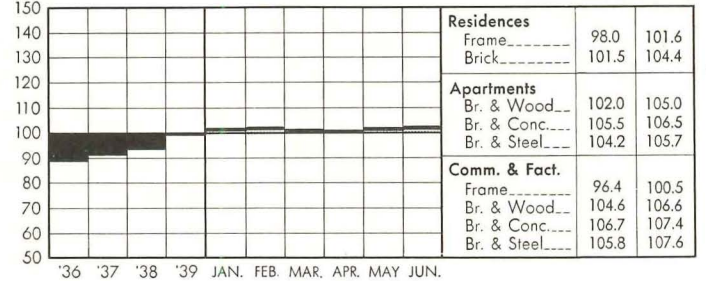 150
140
130
120
110
100
90
80
70
60
50
'36 '37 '38 '39 JAN. FEB. MAR. APR. MAY JUN.
Residences
Frame 98.0 101.6
Brick 101.5 104.4
Apartments
Br. & Wood 102.0 105.0
Br. & Conc. 105.5 106.5
Br. & Steel 104.2 105.7
Comm. & Fact.
Frame 96.4 100.5
Br. & Wood 104.6 106.6
Br. & Conc. 106.7 107.4
Br. & Steel 105.8 107.6